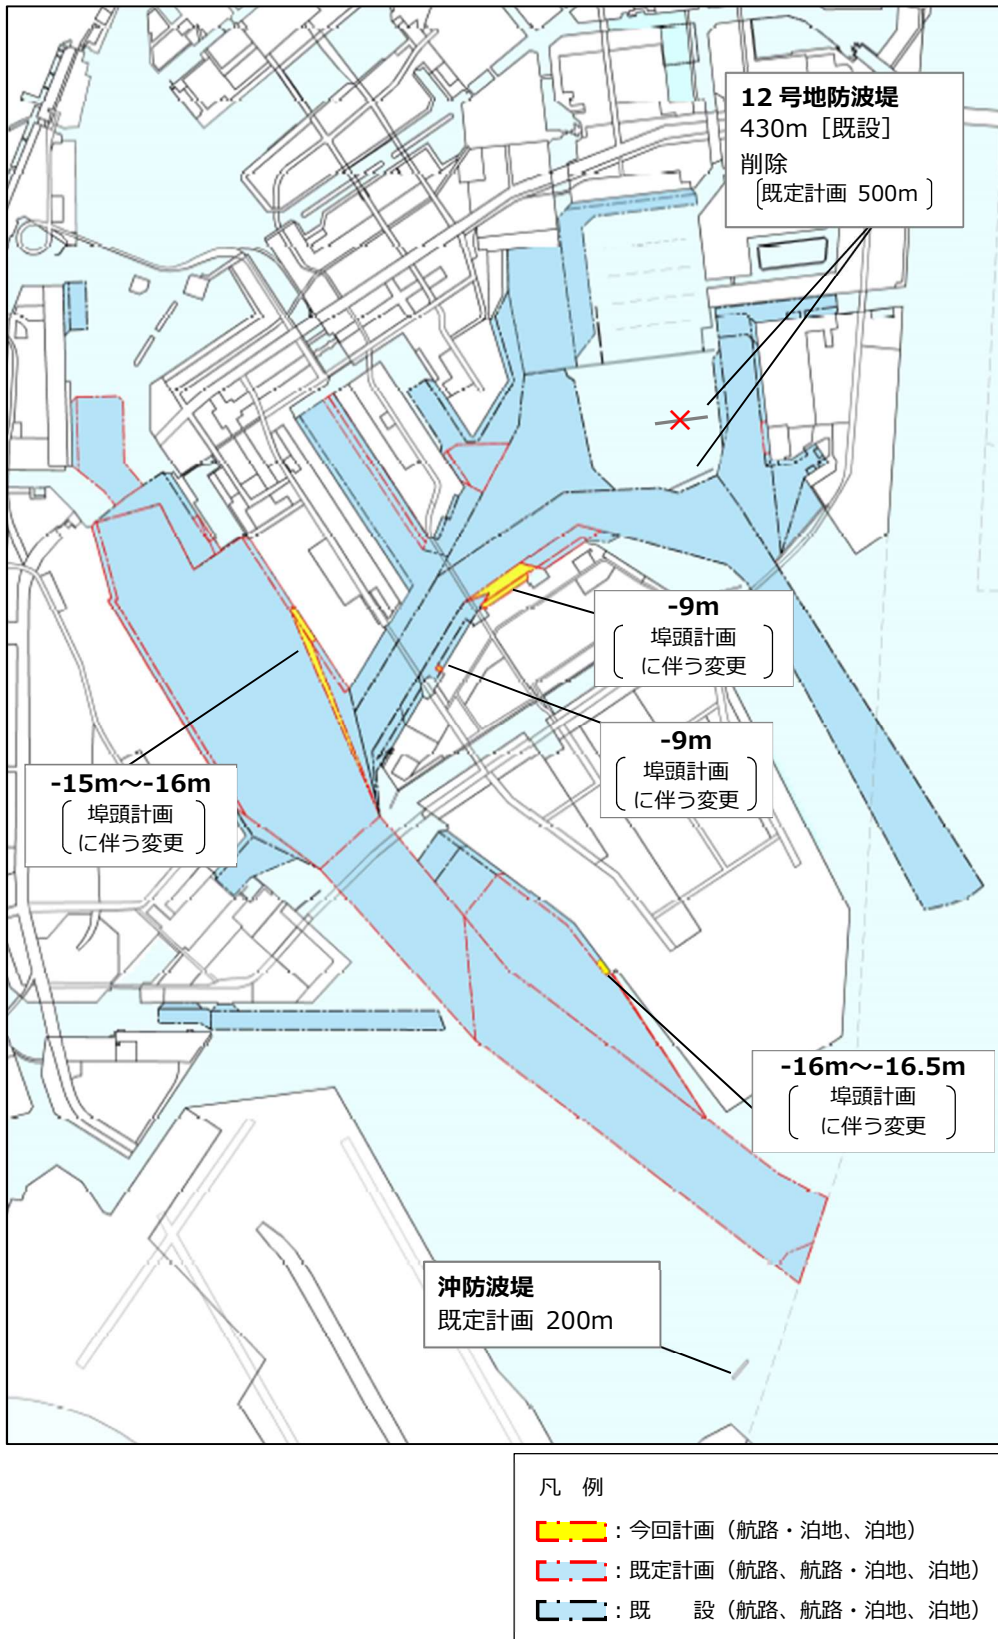 12 号地防波堤
430m［既設］
削除
〔既定計画 500m〕
-9m
埠頭計画
に伴う変更
-9m
埠頭計画
に伴う変更
-15m～-16m
埠頭計画
に伴う変更
-16m～-16.5m
埠頭計画
に伴う変更
沖防波堤
既定計画 200m
凡 例
：今回計画（航路・泊地、泊地）
：既定計画（航路、航路・泊地、泊地）
：既 設（航路、航路・泊地、泊地）